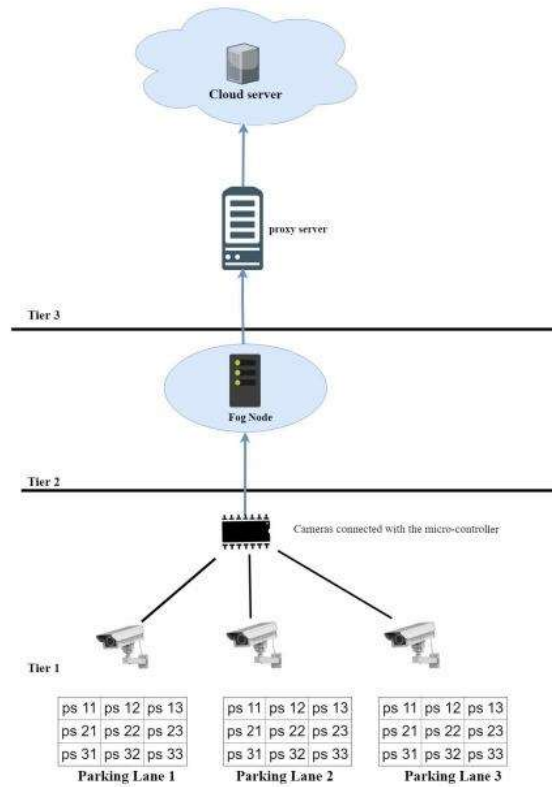 Cloud server
proxy server
Tier 3
Fog Node
Tier 2
Cameras connected with the micro-controller
Tier 1
ps 11 ps 12 ps 13
ps 21 ps 22 ps 23
ps 31 ps 32 ps 33
Parking Lane 1
ps 11 ps 12 ps 13
ps 21 ps 22 ps 23
ps 31 ps 32 ps 33
Parking Lane 2
ps 11 ps 12 ps 13
ps 21 ps 22 ps 23
ps 31 ps 32 ps 33
Parking Lane 3